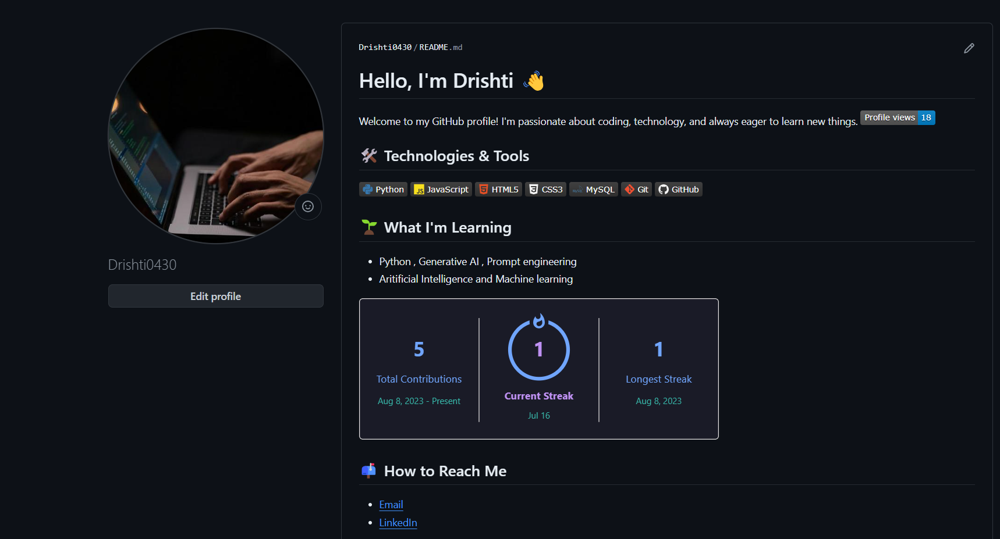 Drishti0430
Edit profile
Drishti0430/README.md
Hello, I'm Drishti 👋
Welcome to my GitHub profile! I'm passionate about coding, technology, and always eager to learn new things. Profile views 18
🛠️ Technologies & Tools
Python JS JavaScript HTML5 CSS3 MySQL MySQL Git GitHub
🌱 What I'm Learning
• Python , Generative AI , Prompt engineering
• Aritificial Intelligence and Machine learning
5
Total Contributions
Aug 8, 2023 - Present
1
Current Streak
Jul 16
1
Longest Streak
Aug 8, 2023
📫 How to Reach Me
• Email
• LinkedIn